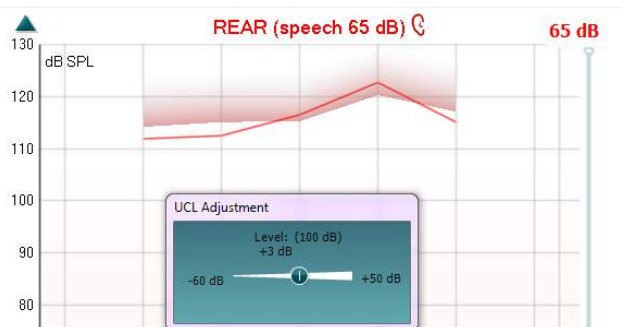 REAR (speech 65 dB)
65 dB
130
dB SPL
120
110
100
UCL Adjustment
Level: (100 dB)
+3 dB
90
-60 dB
+50 dB
80